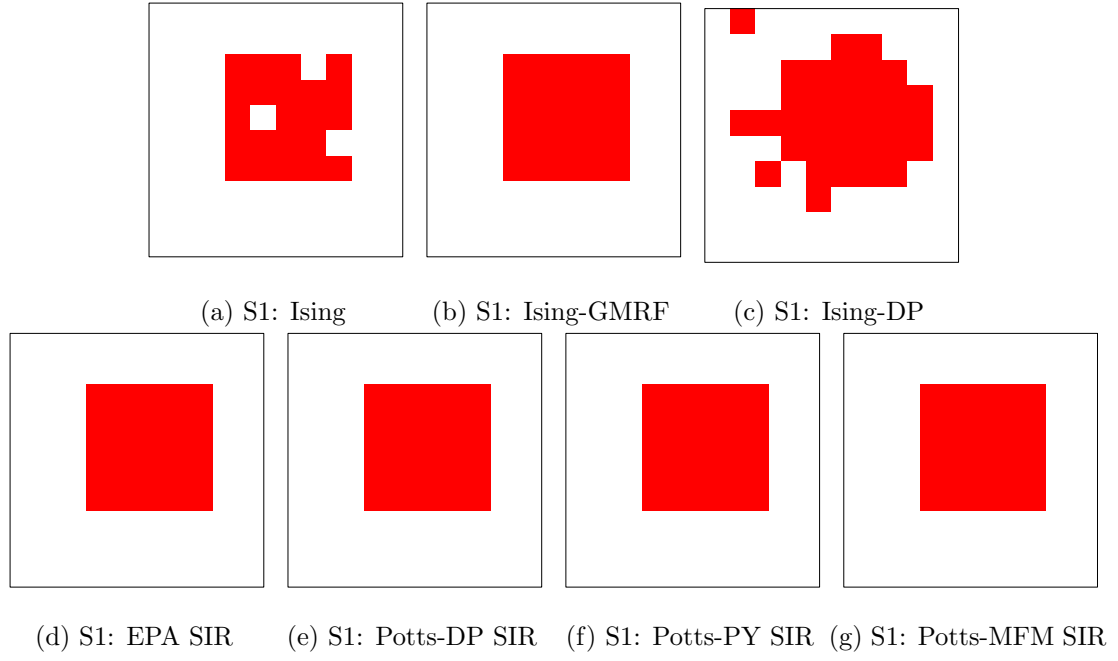 (a) S1: Ising
(b) S1: Ising-GMRF
(c) S1: Ising-DP
(d) S1: EPA SIR
(e) S1: Potts-DP SIR
(f) S1: Potts-PY SIR
(g) S1: Potts-MFM SIR